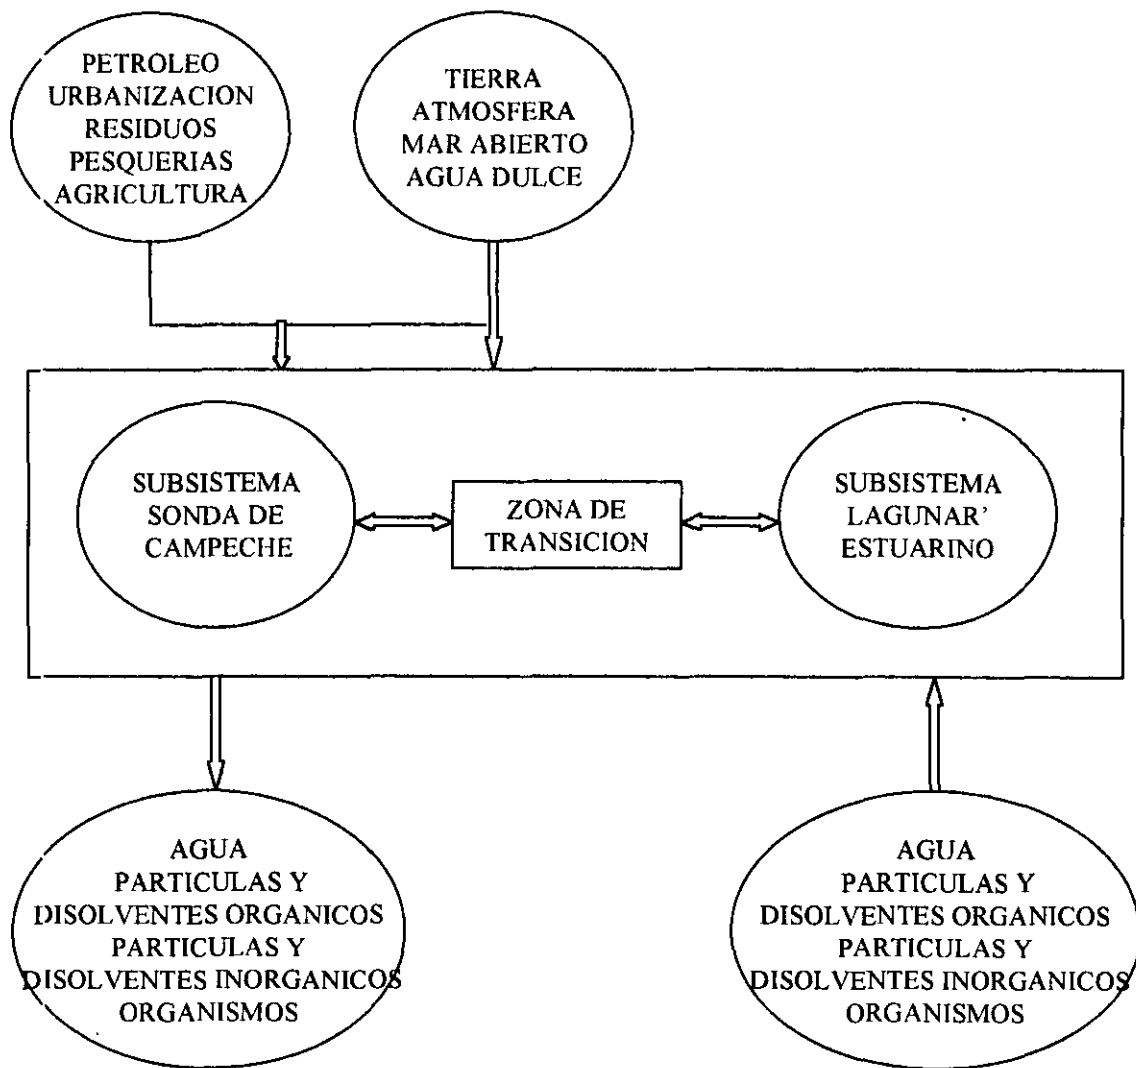 PETROLEO
URBANIZACION
RESIDUOS
PESQUERIAS
AGRICULTURA
TIERRA
ATMOSFERA
MAR ABIERTO
AGUA DULCE
SUBSISTEMA
SONDA DE
CAMPECHE
ZONA DE
TRANSICION
SUBSISTEMA
LAGUNAR'
ESTUARINO
AGUA
PARTICULAS Y
DISOLVENTES ORGANICOS
PARTICULAS Y
DISOLVENTES INORGANICOS
ORGANISMOS
AGUA
PARTICULAS Y
DISOLVENTES ORGANICOS
PARTICULAS Y
DISOLVENTES INORGANICOS
ORGANISMOS